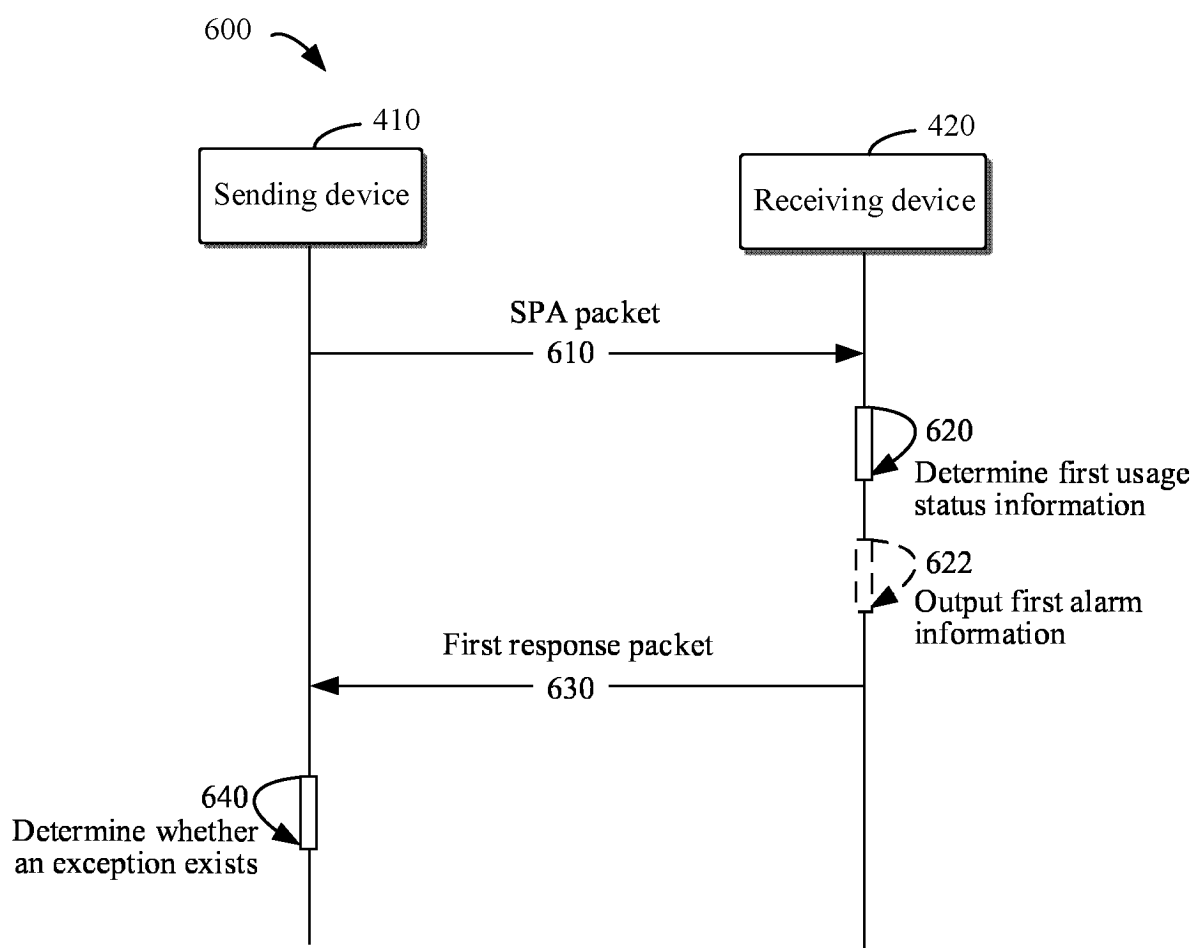 600
410
420
Sending device
Receiving device
SPA packet
610
620
Determine first usage
status information
622
Output first alarm
information
First response packet
630
640
Determine whether
an exception exists